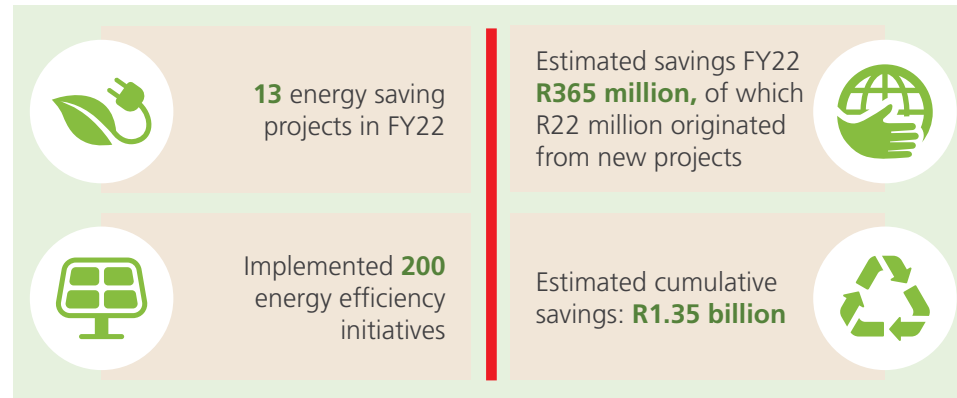 13 energy saving
projects in FY22
Estimated savings FY22
R365 million, of which
R22 million originated
from new projects
Implemented 200
energy efficiency
initiatives
Estimated cumulative
savings: R1.35 billion